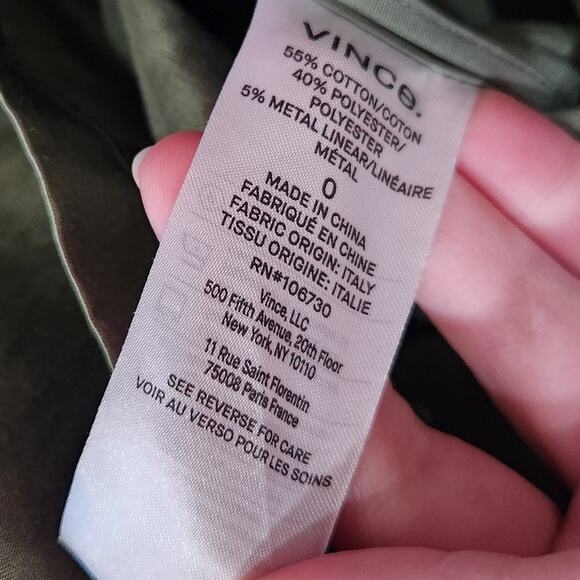 VINCE.
55% COTTON/COTON
40% POLYESTER/
POLYESTER
5% METAL LINEAR/LINÉAIRE
MÉTAL
0
MADE IN CHINA
FABRIQUÉ EN CHINE
FABRIC ORIGIN: ITALY
TISSU ORIGINE: ITALIE
RN#106730
Vince, LLC
500 Fifth Avenue, 20th Floor
New York, NY 10110
11 Rue Saint Florentin
75008 Paris France
SEE REVERSE FOR CARE
VOIR AU VERSO POUR LES SOINS